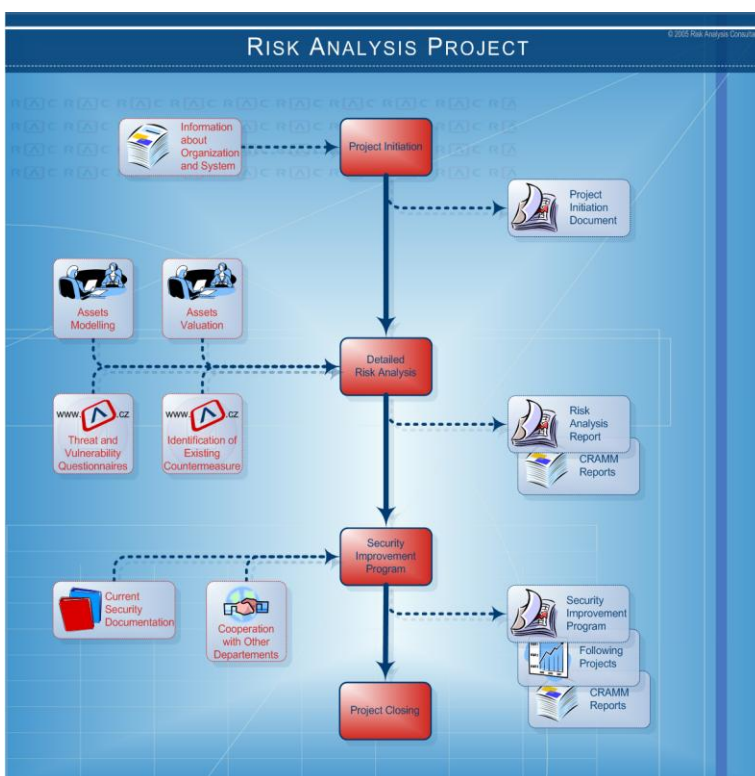 © 2005 Risk Analysis Consulta
RISK ANALYSIS PROJECT
Information
about
Organization
and System
Project Initiation
Project
Initiation
Document
Assets
Modelling
Assets
Valuation
Detailed
Risk Analysis
www.
.cz
www.
.cz
Threat and
Vulnerability
Questionnaires
Identification of
Existing
Countermeasure
Risk
Analysis
Report
CRAMM
Reports
Security
Improvement
Program
Current
Security
Documentation
Cooperation
with Other
Departements
Security
Improvement
Program
Following
Projects
CRAMM
Reports
Project Closing